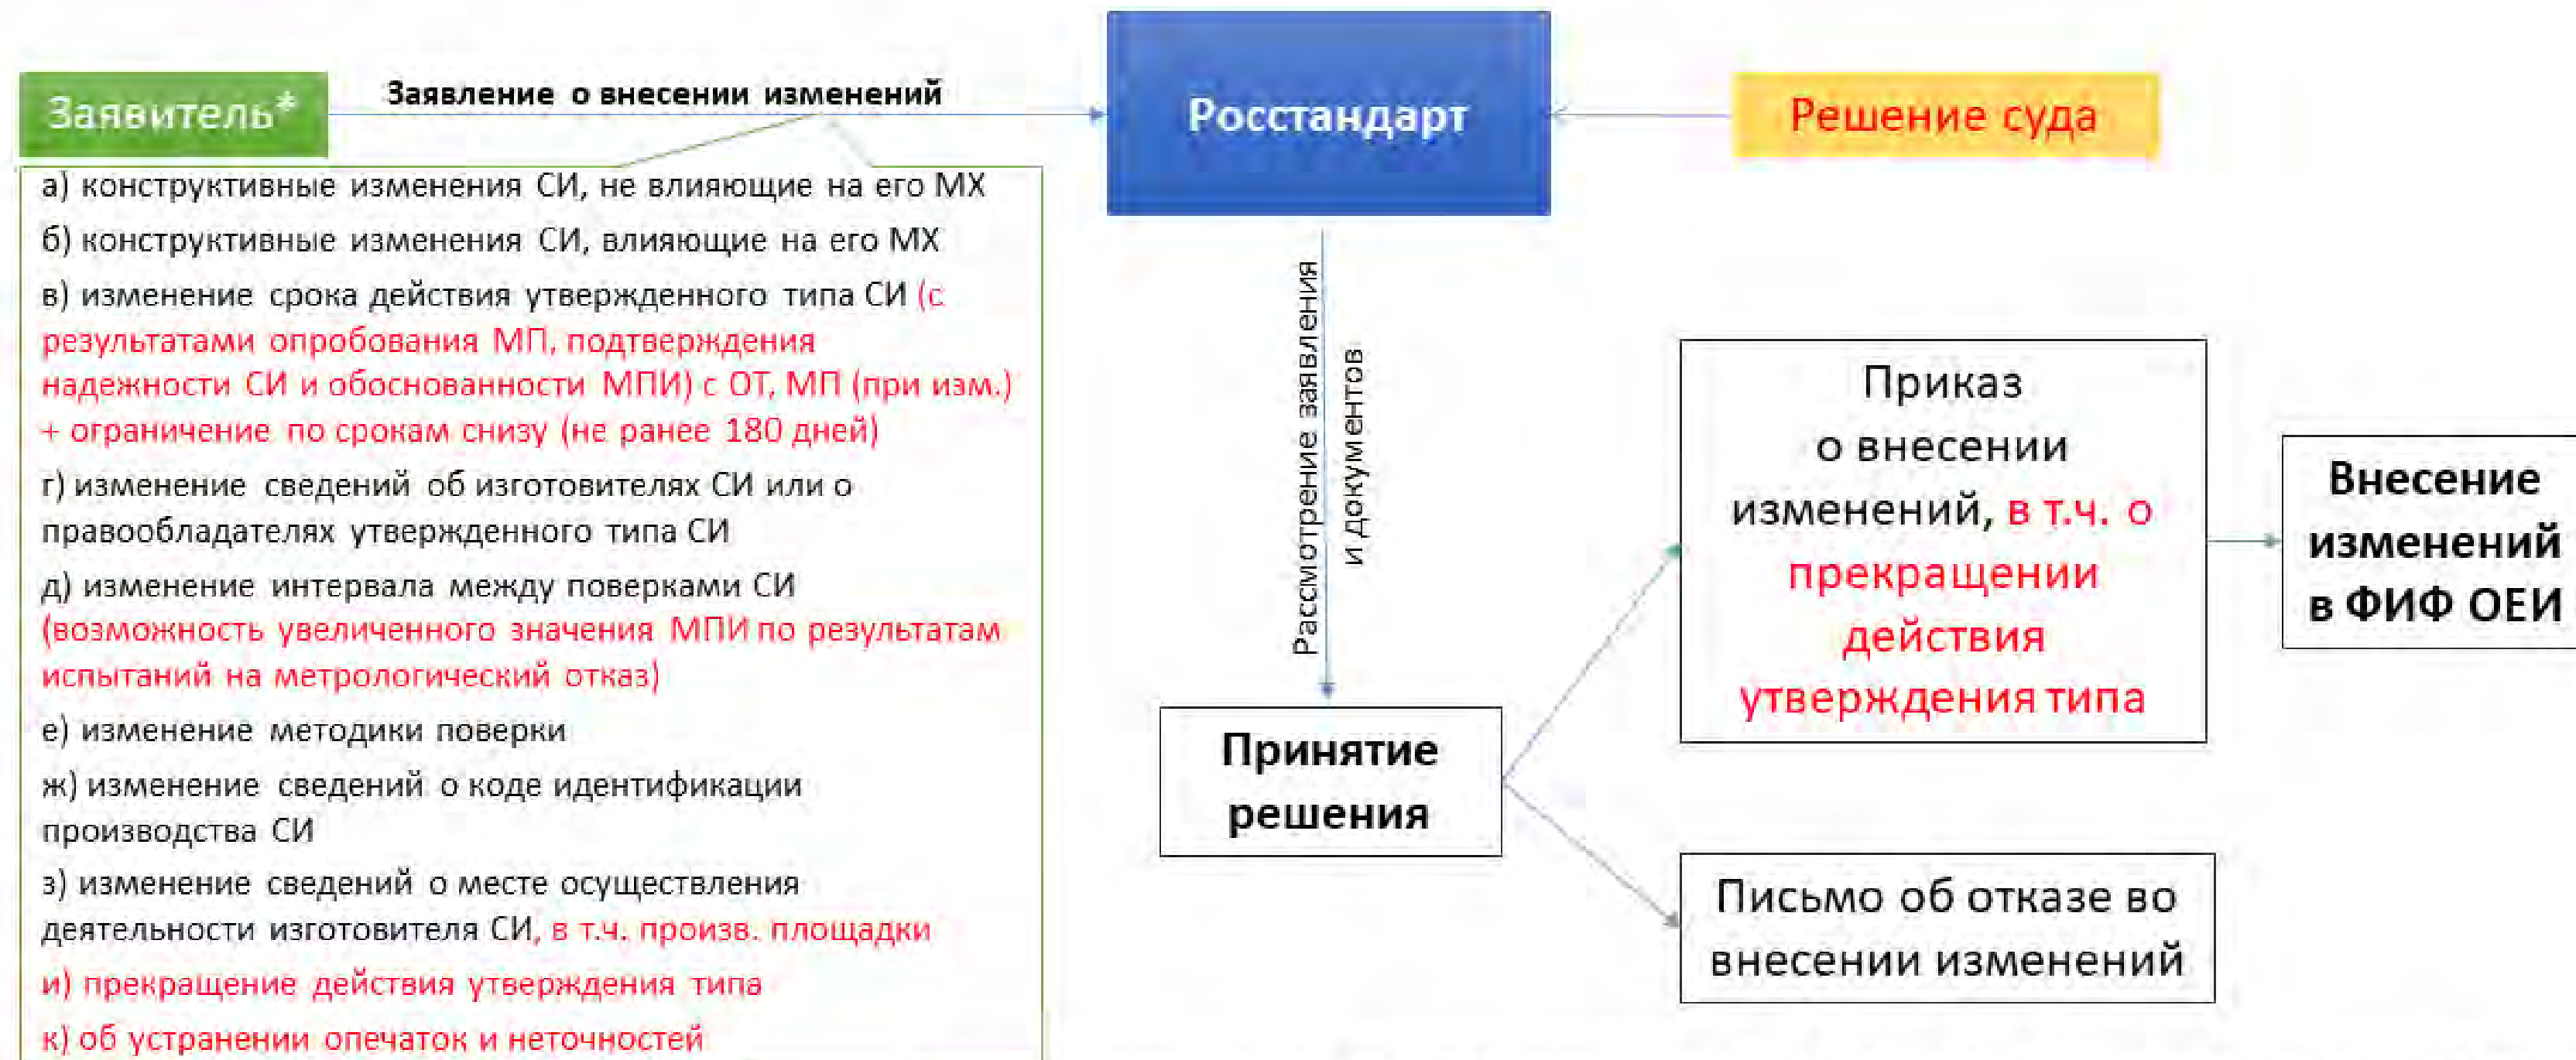 Заявитель*
Заявление о внесении изменений
Росстандарт
Решение суда
а) конструктивные изменения СИ, не влияющие на его МХ
б) конструктивные изменения СИ, влияющие на его МХ
в) изменение срока действия утвержденного типа СИ (с
результатами опробования МП, подтверждения
надежности СИ и обоснованности МПИ) с ОТ, МП (при изм.)
+ ограничение по срокам снизу (не ранее 180 дней)
г) изменение сведений об изготовителях СИ или о
правообладателях утвержденного типа СИ
д) изменение интервала между поверками СИ
(возможность увеличенного значения МПИ по результатам
испытаний на метрологический отказ)
е) изменение методики поверки
ж) изменение сведений о коде идентификации
производства СИ
з) изменение сведений о месте осуществления
деятельности изготовителя СИ, в т.ч. произв. площадки
и) прекращение действия утверждения типа
к) об устранении опечаток и неточностей
Рассмотрение заявления
и документов
Принятие
решения
Приказ
о внесении
изменений, в т.ч. о
прекращении
действия
утверждения типа
Внесение
изменений
в ФИФ ОЕИ
Письмо об отказе во
внесении изменений